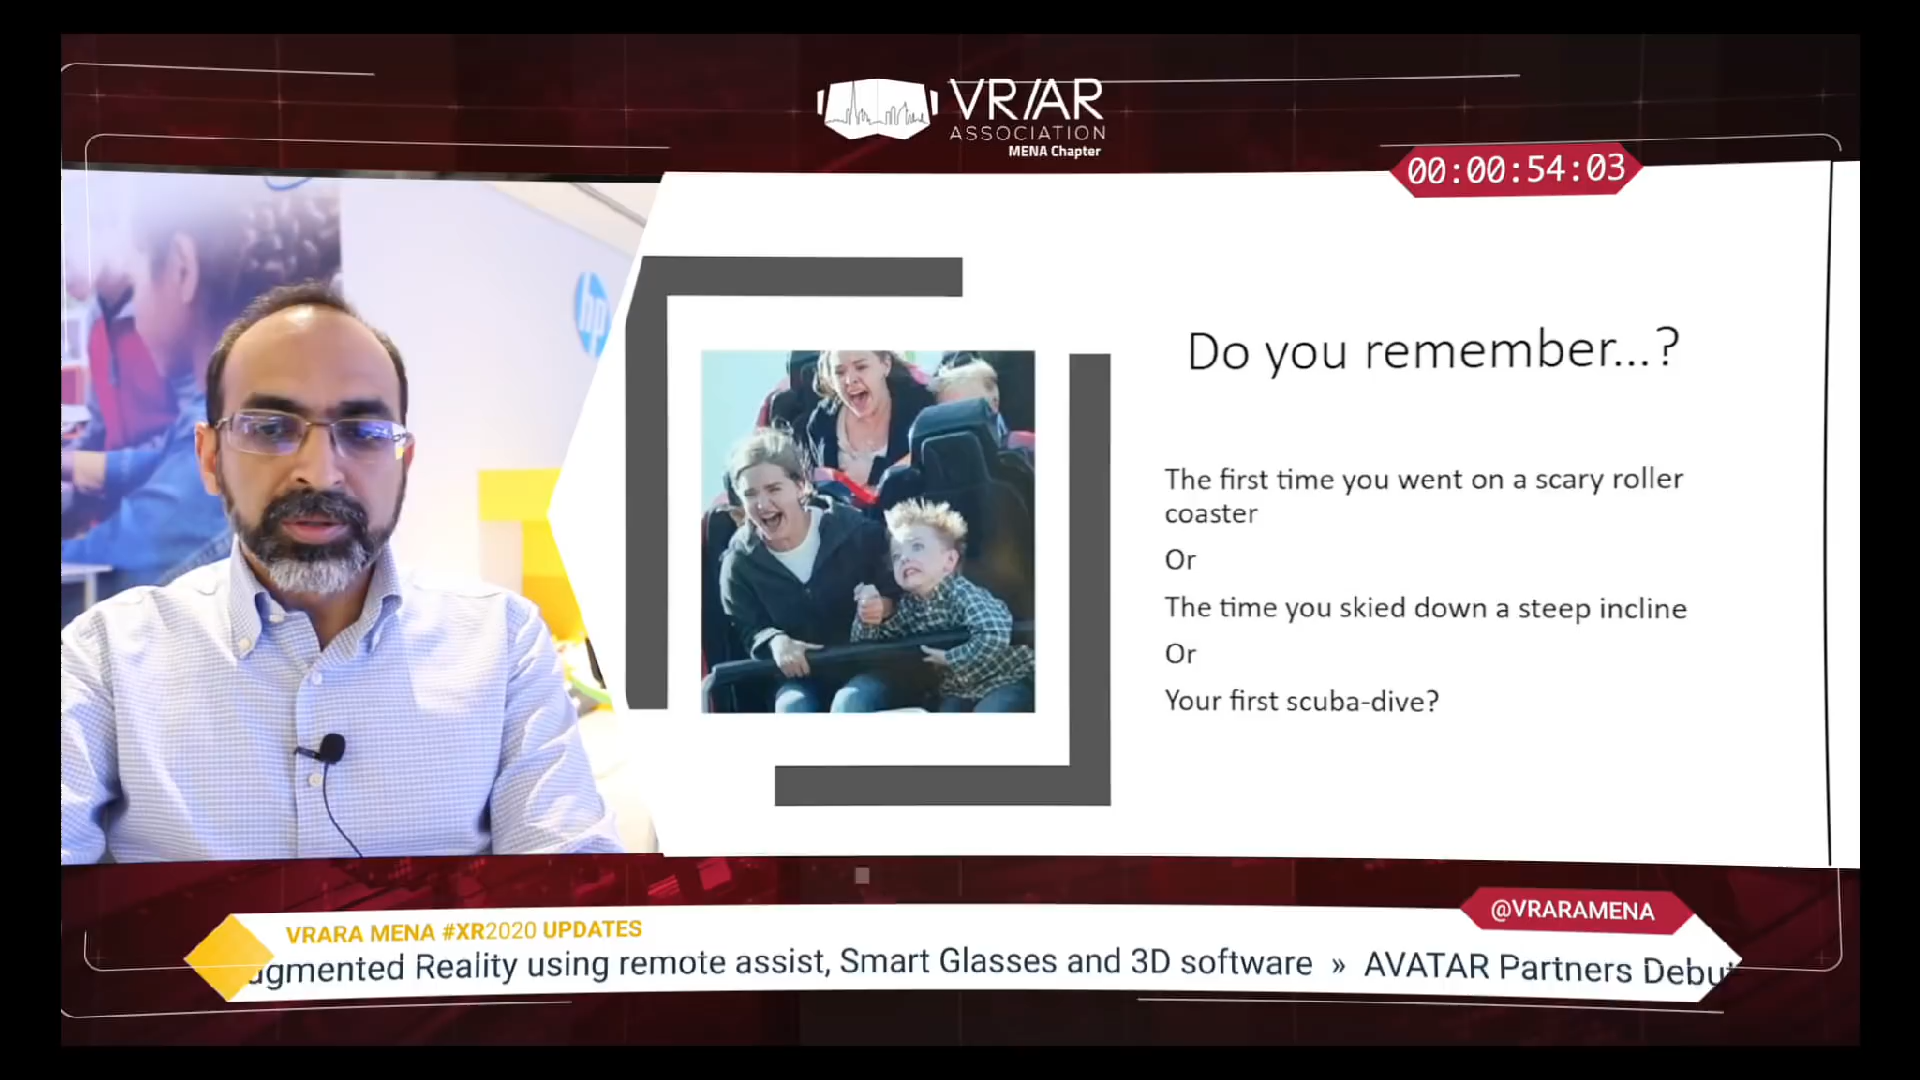 VR/AR
ASSOCIATION
MENA Chapter
00:00:54:03
hp
Do you remember...?
The first time you went on a scary roller
coaster
Or
The time you skied down a steep incline
Or
Your first scuba-dive?
@VRARAMENA
VRARA MENA #XR2020 UPDATES
ugmented Reality using remote assist, Smart Glasses and 3D software » AVATAR Partners Debu